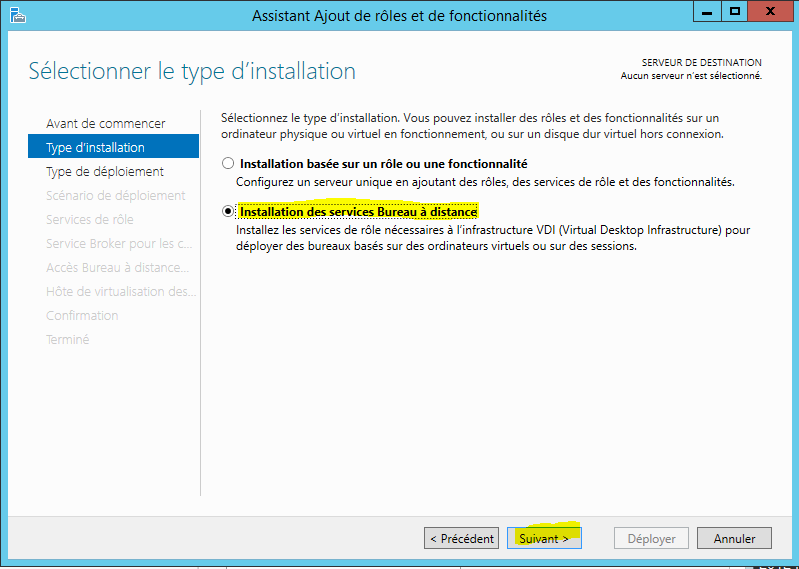 Assistant Ajout de rôles et de fonctionnalités
Sélectionner le type d'installation
SERVEUR DE DESTINATION
Aucun serveur n'est sélectionné.
Avant de commencer
Type d'installation
Type de déploiement
Scénario de déploiement
Services de rôle
Service Broker pour les c...
Accès Bureau à distance...
Hôte de virtualisation des...
Confirmation
Terminé
Sélectionnez le type d'installation. Vous pouvez installer des rôles et des fonctionnalités sur un
ordinateur physique ou virtuel en fonctionnement, ou sur un disque dur virtuel hors connexion.
Installation basée sur un rôle ou une fonctionnalité
Configurez un serveur unique en ajoutant des rôles, des services de rôle et des fonctionnalités.
Installation des services Bureau à distance
Installez les services de rôle nécessaires à l'infrastructure VDI (Virtual Desktop Infrastructure) pour
déployer des bureaux basés sur des ordinateurs virtuels ou sur des sessions.
< Précédent
Suivant >
Déployer
Annuler